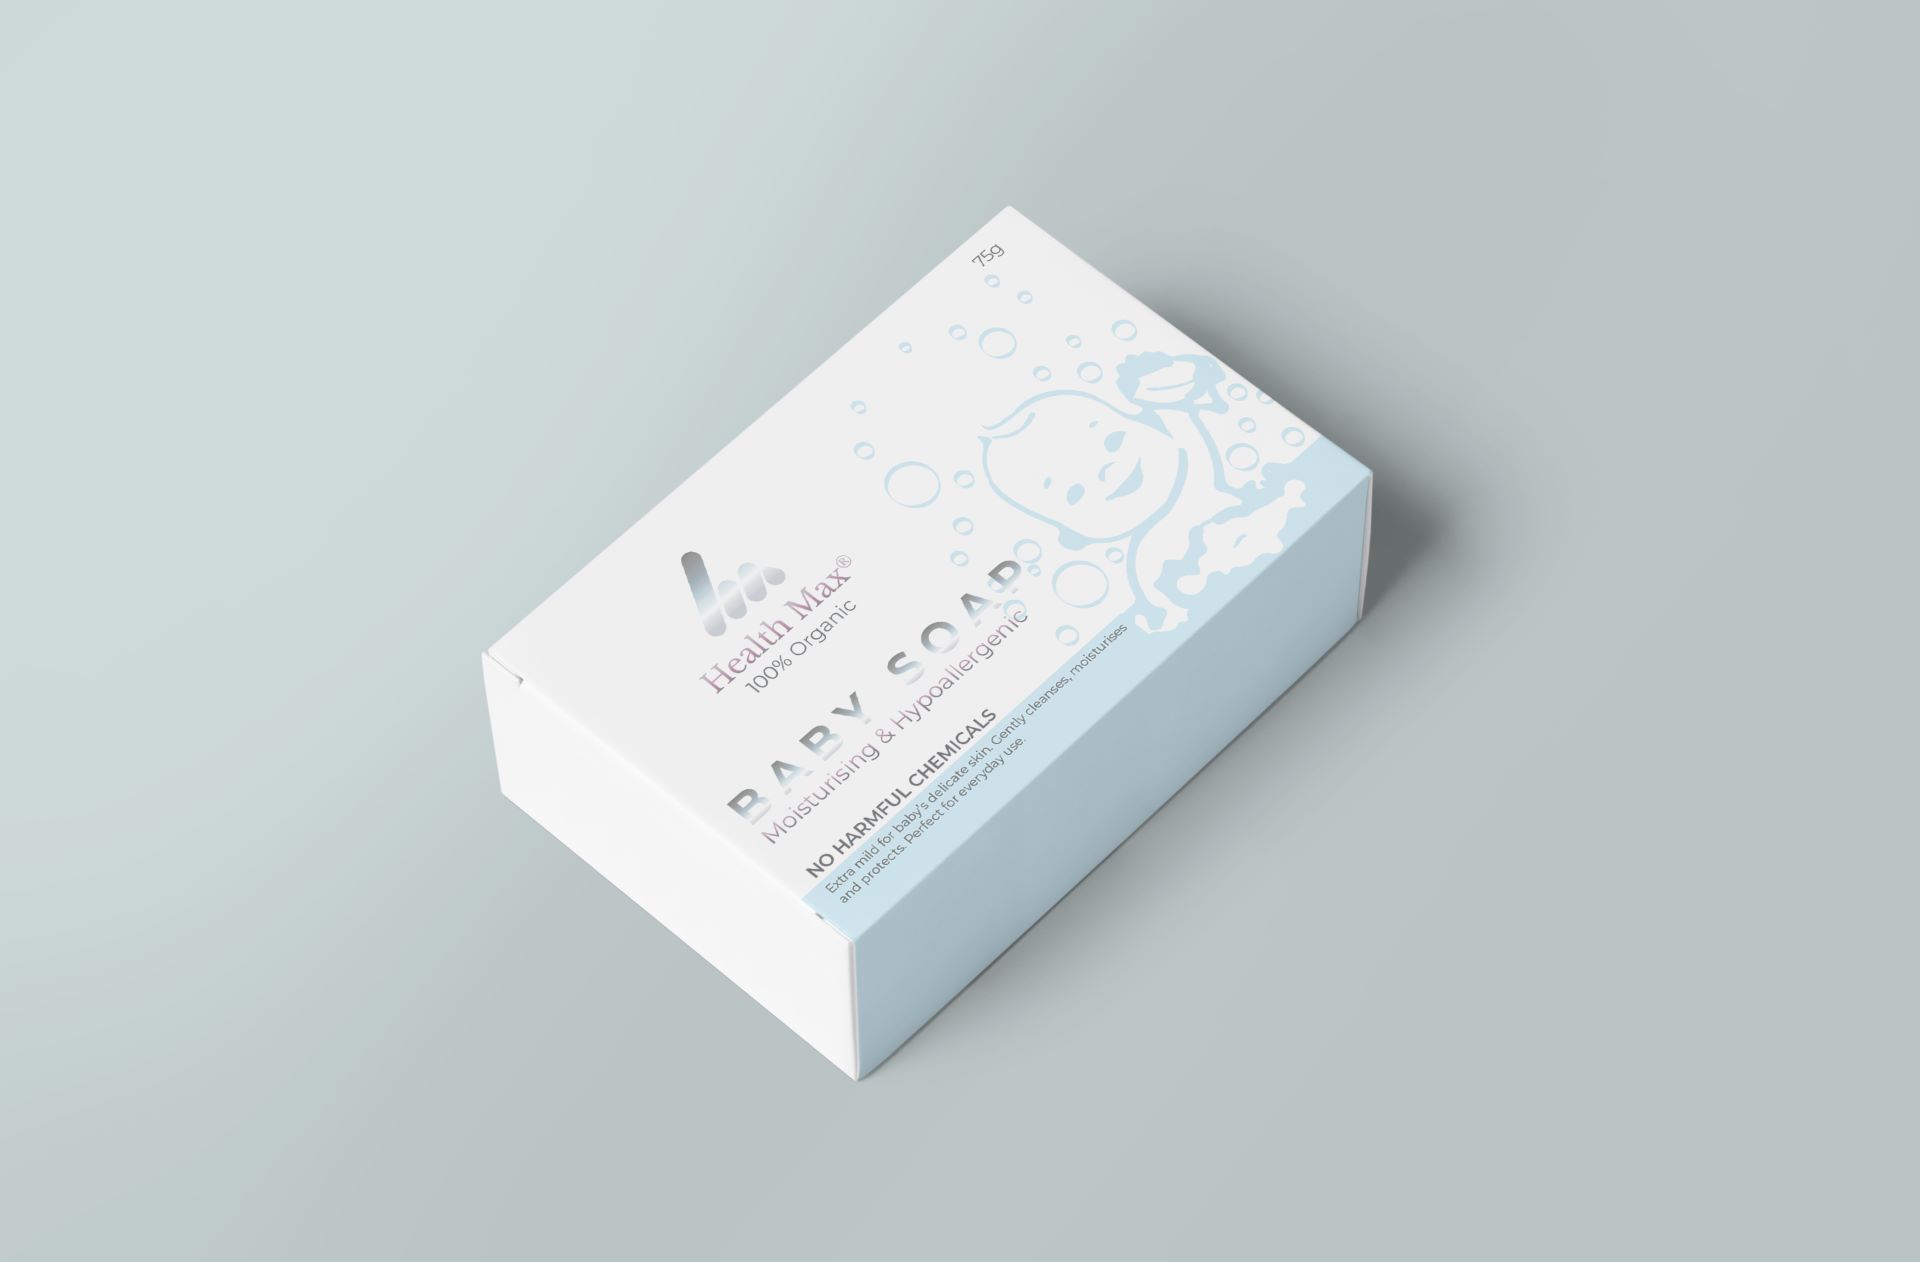 75g
Health Max®
100% Organic
BABY SOAP
Moisturising & Hypoallergenic
NO HARMFUL CHEMICALS
Extra mild for baby's delicate skin. Gently cleanses, moisturises
and protects. Perfect for everyday use.